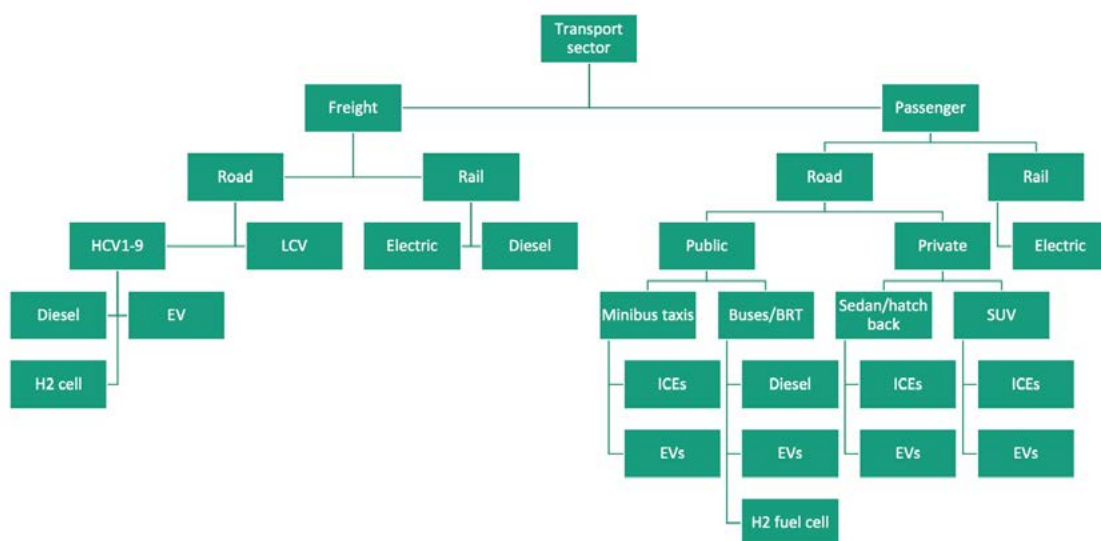 Transport
sector
Freight
Passenger
Road
Rail
Road
Rail
HCV1-9
LCV
Electric
Diesel
Public
Private
Electric
Diesel
EV
Minibus taxis
Buses/BRT
Sedan/hatch
back
SUV
H2 cell
ICEs
Diesel
ICEs
ICEs
EVs
EVs
EVs
EVs
H2 fuel cell